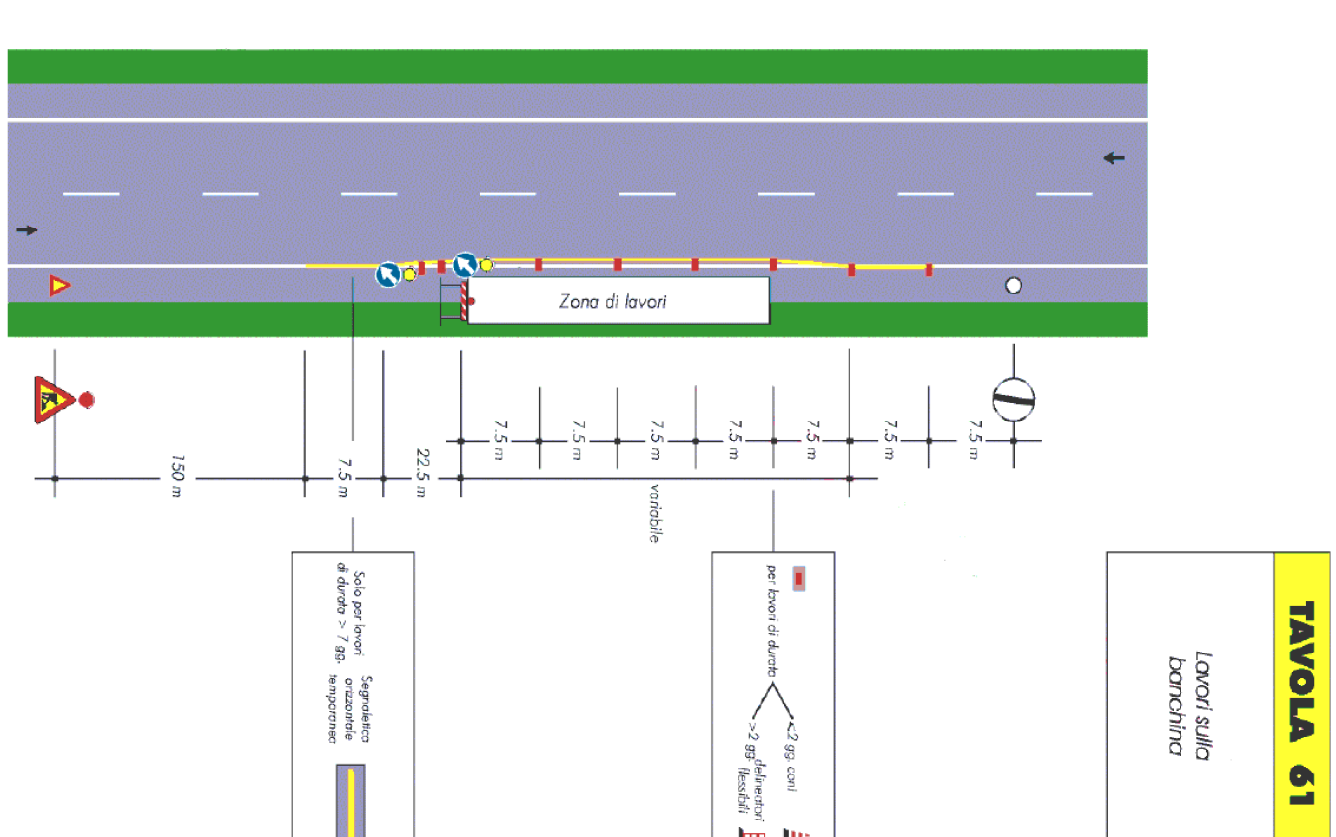 Zona di lavori
7.5 m
7.5 m
7.5 m
7.5 m
7.5 m
7.5 m
7.5 m
150 m
7.5 m
22.5 m
variabile
Solo per lavori
di durata > 7 gg.
Segnaletica
orizzontale
temporanea
per lavori di durata
<2 gg. coni
>2 gg. delineatori
flessibili
TAVOLA 61
Lavori sulla
banchina